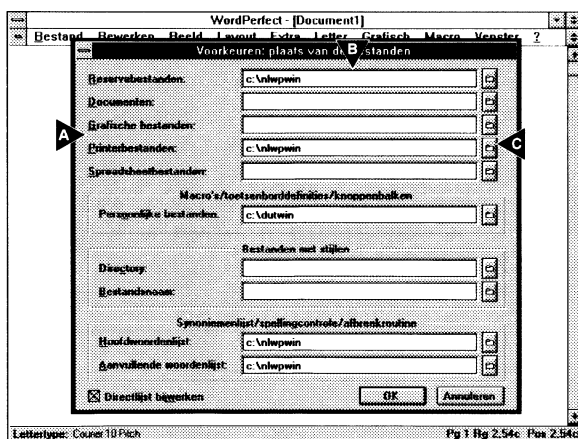 WordPerfect - [Document1]
Bestand Bewerken Beeld Layout Extra Letter Grafisch Macro Venster ?
Voorkeuren: plaats van de bestanden
B
Reservebestanden: c:\nlwpwin
Documenten:
Grafische bestanden:
A
C
Printerbestanden: c:\nlwpwin
Spreadsheetbestanden:
Macro's/toetsenborddefinities/knoppenbalken
Persoonlijke bestanden: c:\dutwin
Bestanden met stijlen
Directory:
Bestandsnaam:
Synoniemenlijst/spellingcontrole/afbreekroutine
Hoofdwoordenlijst: c:\nlwpwin
Aanvullende woordenlijst: c:\nlwpwin
Directlijst bijwerken OK Annuleren
Lettertype: Courier 10 Pitch Pg 1 Rg 2.54c Pos 2.54c